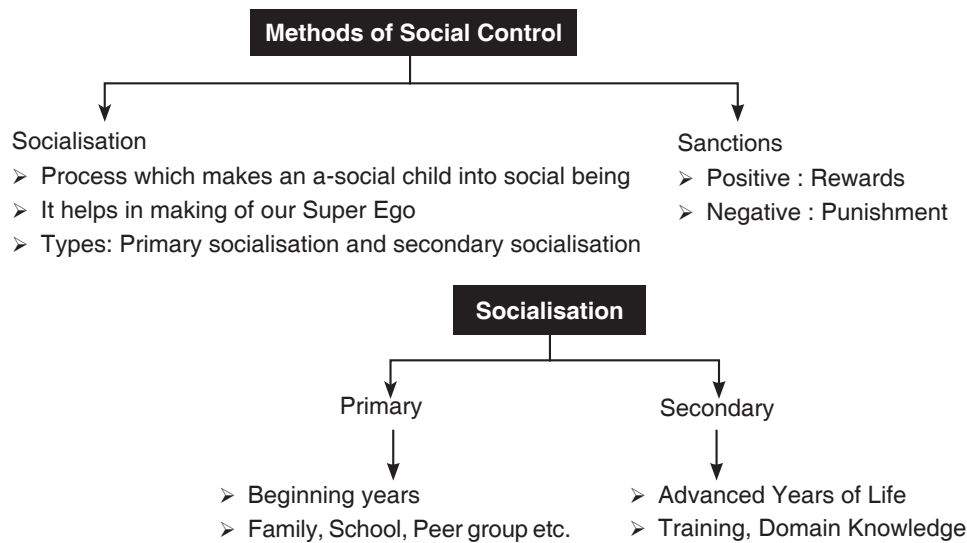 Methods of Social Control
Socialisation
➢ Process which makes an a-social child into social being
➢ It helps in making of our Super Ego
➢ Types: Primary socialisation and secondary socialisation
Sanctions
➢ Positive : Rewards
➢ Negative : Punishment
Socialisation
Primary
➢ Beginning years
➢ Family, School, Peer group etc.
Secondary
➢ Advanced Years of Life
➢ Training, Domain Knowledge